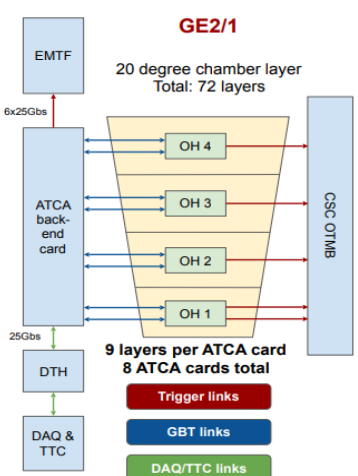 GE2/1
EMTF
20 degree chamber layer
Total: 72 layers
6x25Gbs
ATCA
back-
end
card
OH 4
OH 3
OH 2
OH 1
CSC OTMB
25Gbs
9 layers per ATCA card
8 ATCA cards total
DTH
DAQ &
TTC
Trigger links
GBT links
DAQ/TTC links